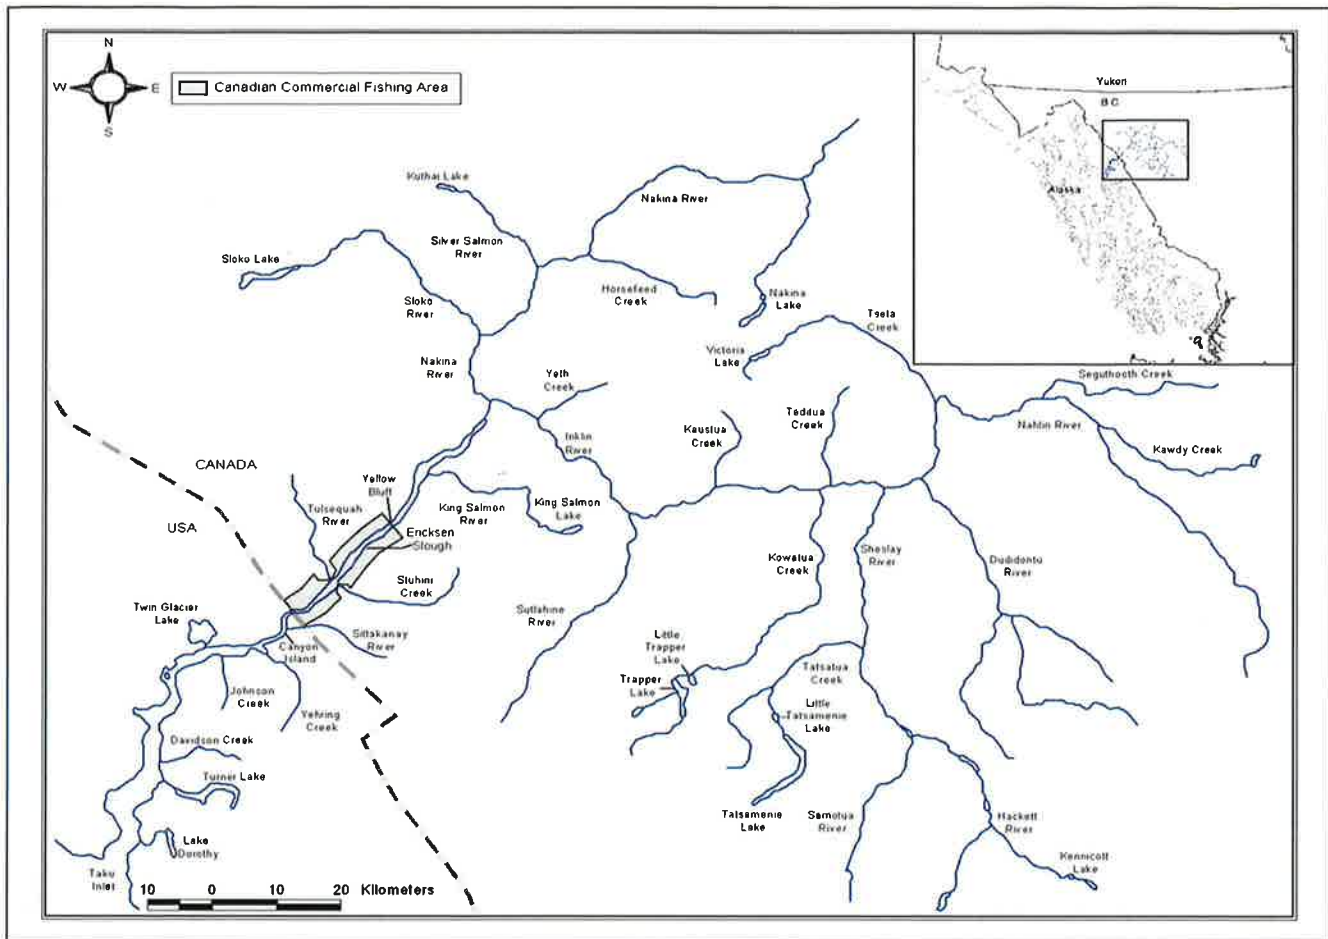 N
W
E
S
Canadian Commercial Fishing Area
Yukon
B C
Alaska
Kuthai Lake
Nakina River
Silver Salmon
River
Sloko Lake
Horsefeed
Creek
Nakina
Lake
Sloko
River
Tseta
Creek
Victoria
Lake
Nakina
River
Yeth
Creek
Seguthooth Creek
Teditua
Creek
Kaustua
Creek
Nahlin River
Inklin
River
Kawdy Creek
CANADA
Yellow
Bluff
Tulsequah
River
King Salmon
River
King Salmon
Lake
USA
Ericksen
Slough
Kowatua
Creek
Sheslay
River
Dudidontu
River
Stuhini
Creek
Twin Glacier
Lake
Sutlahine
River
Sittakanay
River
Canyon
Island
Little
Trapper
Lake
Tatsatua
Creek
Trapper
Lake
Johnson
Creek
Yehring
Creek
Little
Tatsamenie
Lake
Davidson Creek
Turner Lake
Tatsamenie
Lake
Samotua
River
Hackett
River
Lake
Dorothy
Kennicott
Lake
Taku
Inlet
10 0 10 20 Kilometers